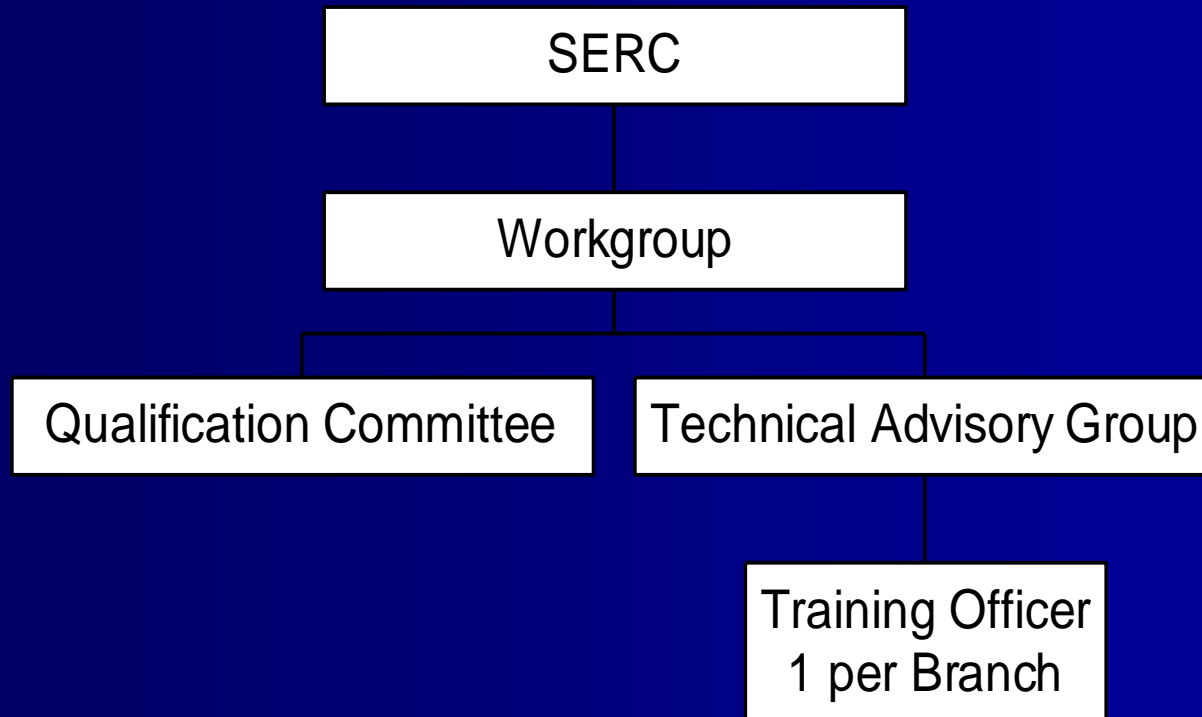 SERC
Workgroup
Qualification Committee
Technical Advisory Group
Training Officer
1 per Branch